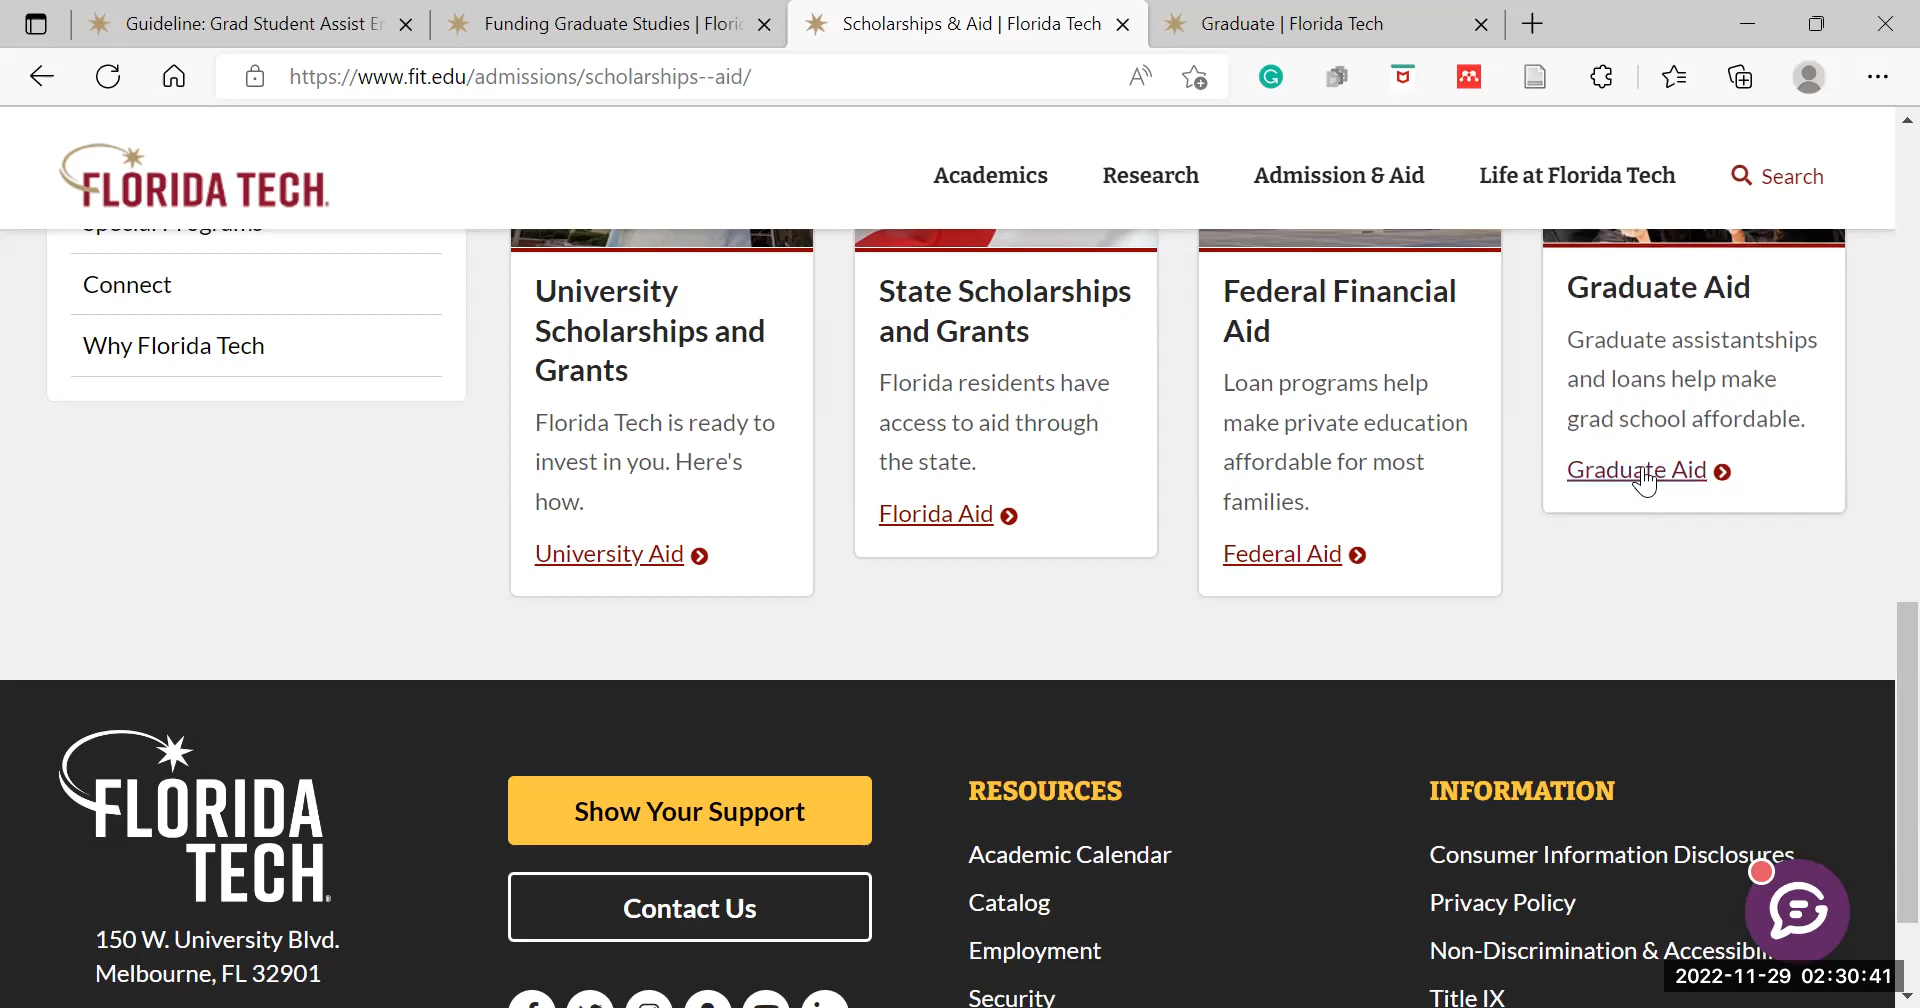 Guideline: Grad Student Assist Er
Funding Graduate Studies | Floric
Scholarships & Aid | Florida Tech
Graduate | Florida Tech
https://www.fit.edu/admissions/scholarships--aid/
FLORIDA TECH
Academics
Research
Admission & Aid
Life at Florida Tech
Search
Special Programs
Connect
Why Florida Tech
University
Scholarships and
Grants
Florida Tech is ready to
invest in you. Here's
how.
University Aid
State Scholarships
and Grants
Florida residents have
access to aid through
the state.
Florida Aid
Federal Financial
Aid
Loan programs help
make private education
affordable for most
families.
Federal Aid
Graduate Aid
Graduate assistantships
and loans help make
grad school affordable.
Graduate Aid
FLORIDA
TECH
150 W. University Blvd.
Melbourne, FL 32901
Show Your Support
Contact Us
RESOURCES
Academic Calendar
Catalog
Employment
Security
INFORMATION
Consumer Information Disclosures
Privacy Policy
Non-Discrimination & Accessibil
Title IX
2022-11-29 02:30:41